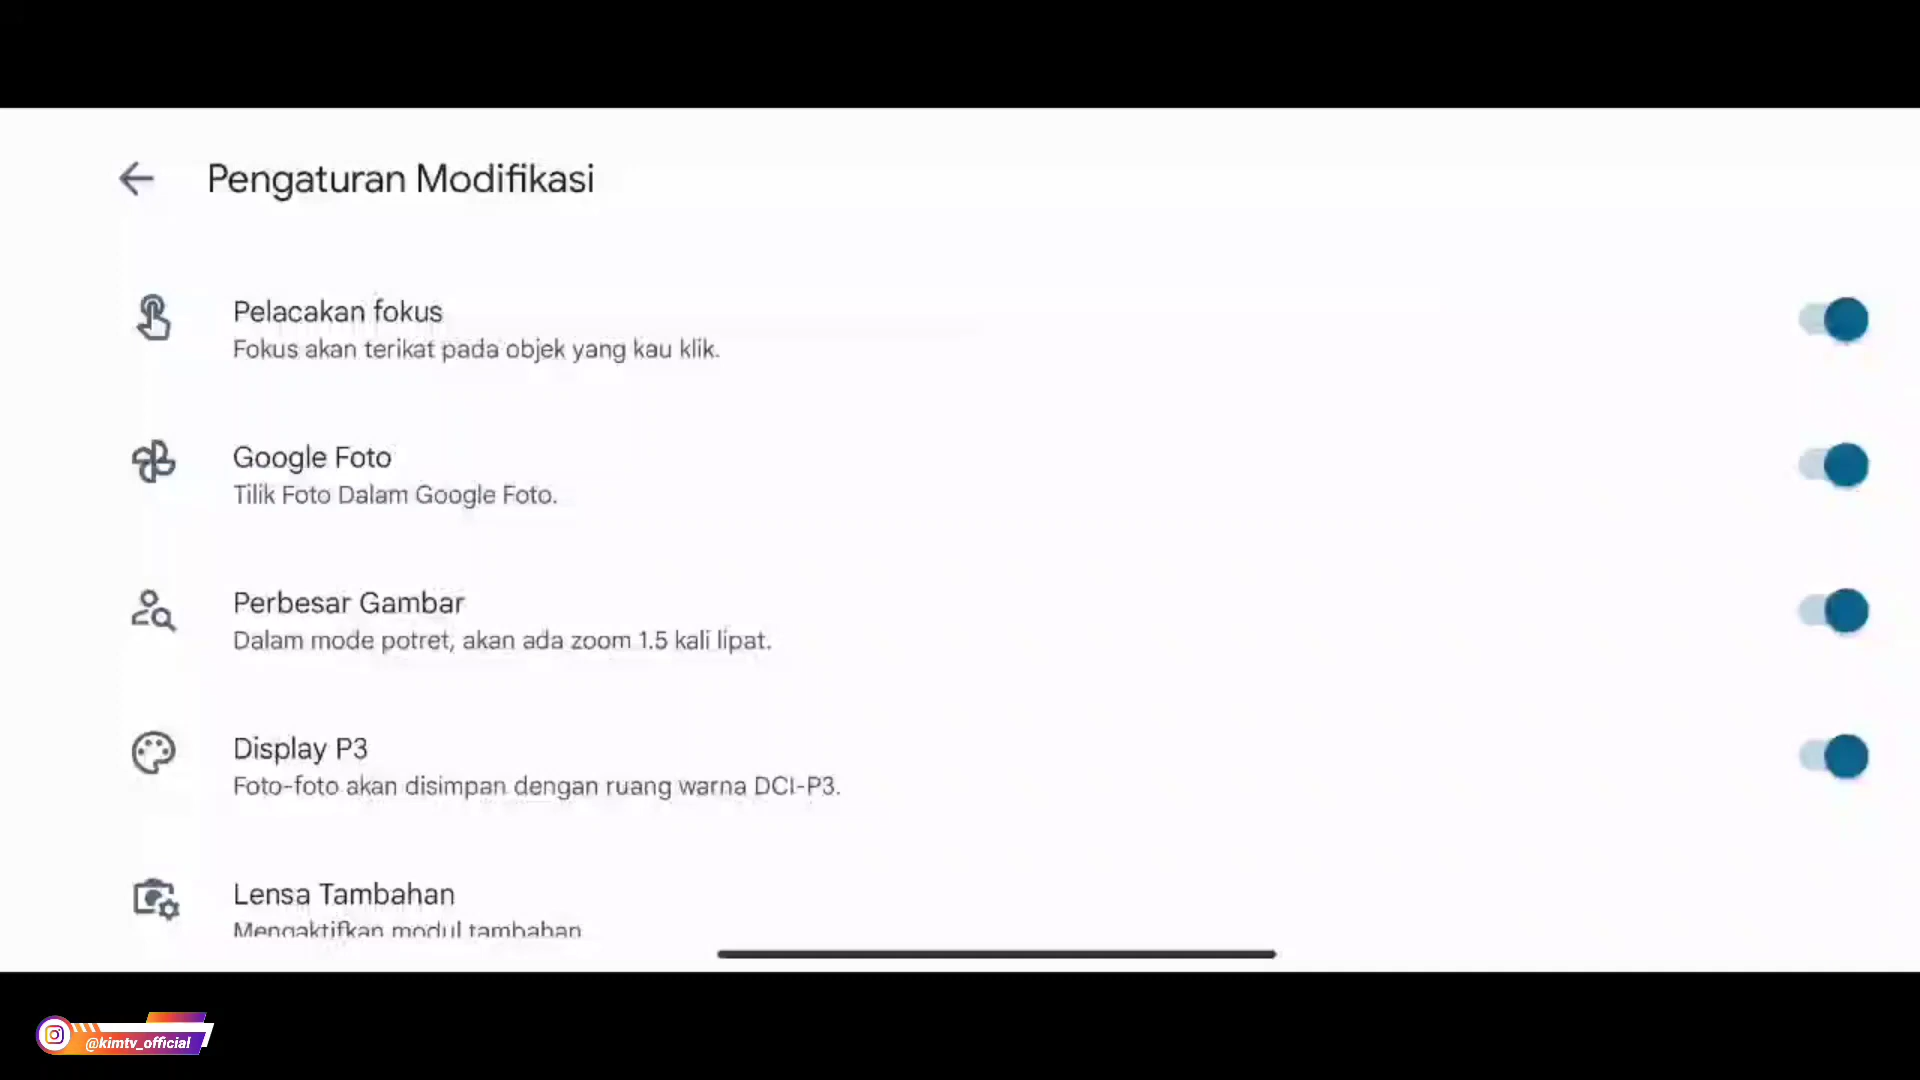 Pengaturan Modifikasi
Pelacakan fokus
Fokus akan terikat pada objek yang kau klik.
Google Foto
Tilik Foto Dalam Google Foto.
Perbesar Gambar
Dalam mode potret, akan ada zoom 1.5 kali lipat.
Display P3
Foto-foto akan disimpan dengan ruang warna DCI-P3.
Lensa Tambahan
Mengaktifkan modul tambahan
@kimtv_official